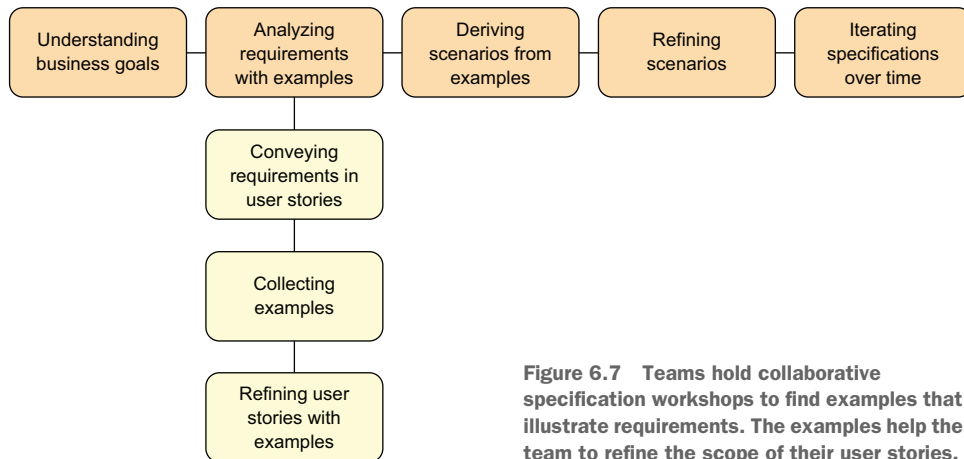 Understanding
business goals
Analyzing
requirements
with examples
Deriving
scenarios from
examples
Refining
scenarios
Iterating
specifications
over time
Conveying
requirements in
user stories
Collecting
examples
Refining user
stories with
examples
Figure 6.7 Teams hold collaborative
specification workshops to find examples that
illustrate requirements. The examples help the
team to refine the scope of their user stories.